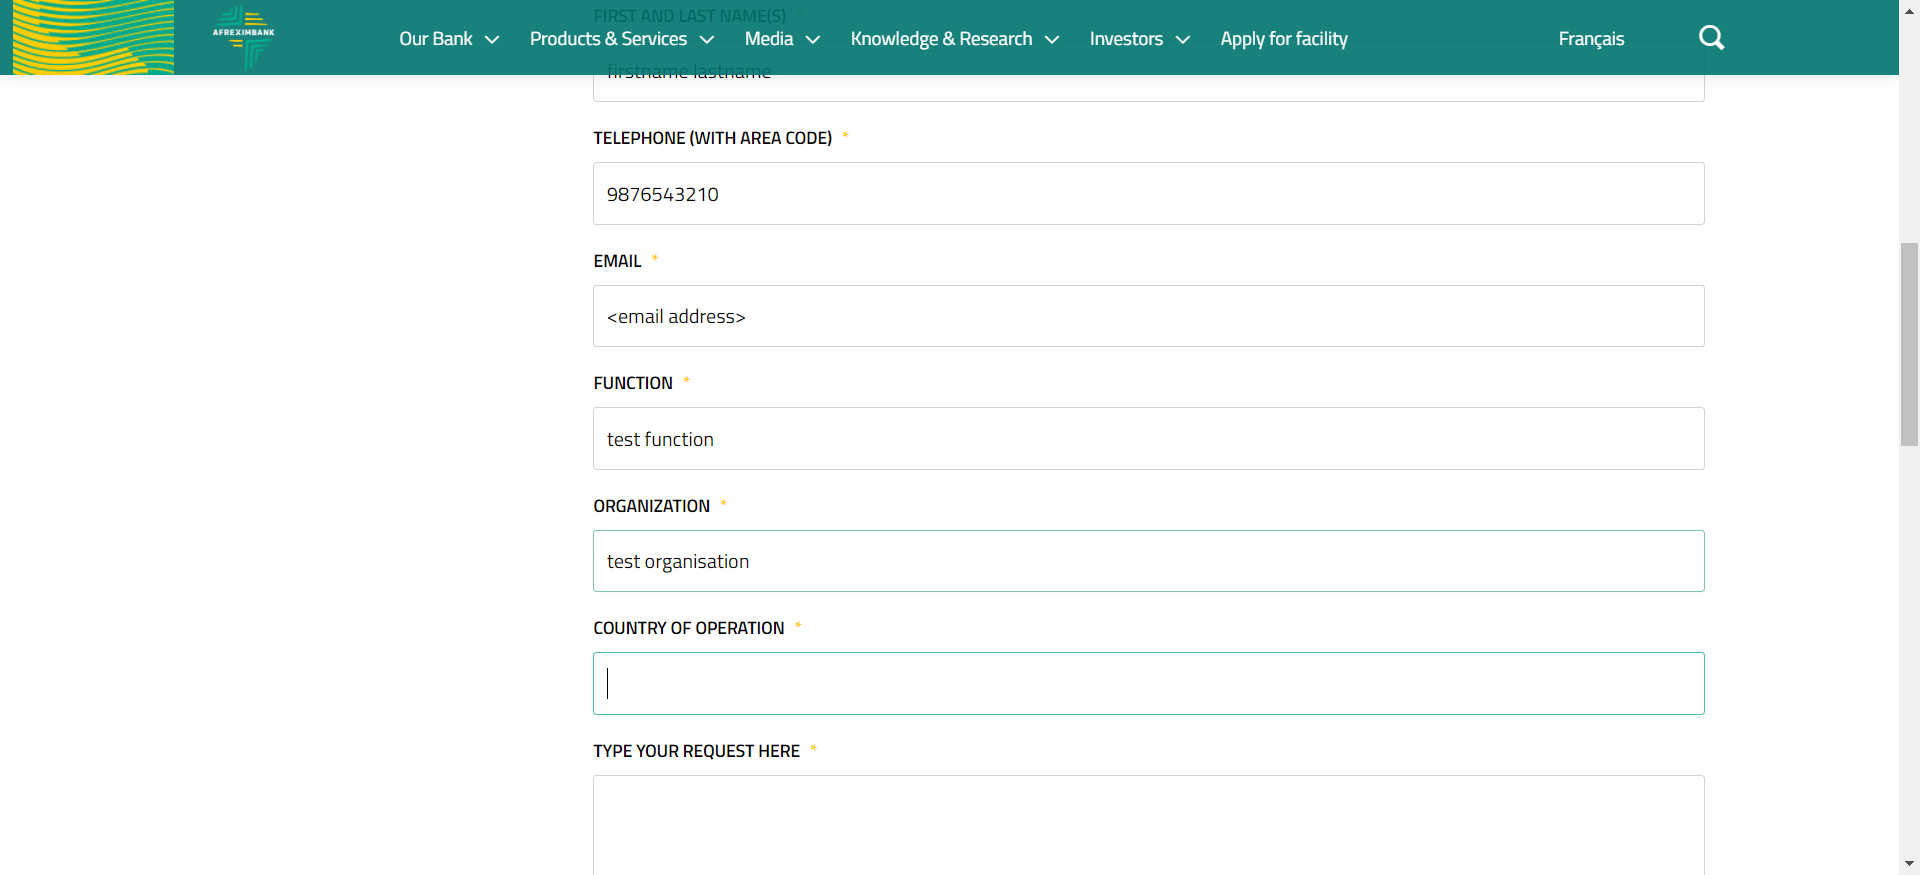 FIRST AND LAST NAME(S)
AFREXIMBANK
Our Bank Products & Services Media Knowledge & Research Investors Apply for facility Français
firstname lastname
TELEPHONE (WITH AREA CODE) *
9876543210
EMAIL *
<email address>
FUNCTION *
test function
ORGANIZATION *
test organisation
COUNTRY OF OPERATION *
TYPE YOUR REQUEST HERE *